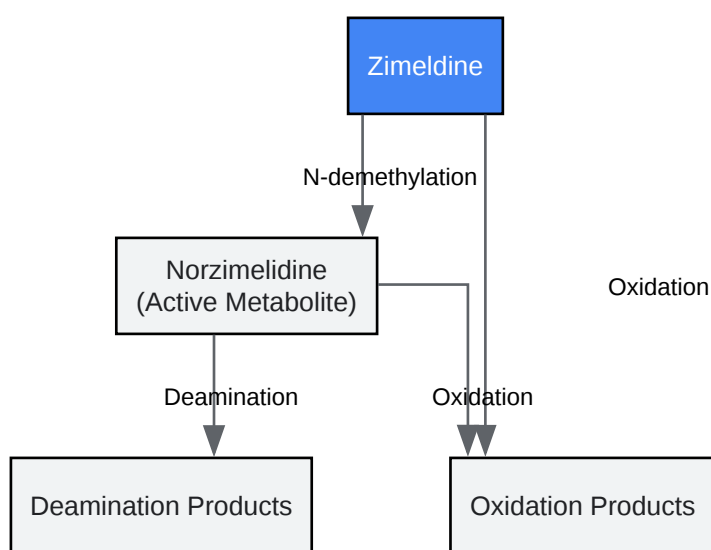 Zimeldine
N-demethylation
Norzimelidine
(Active Metabolite)
Oxidation
Deamination
Oxidation
Deamination Products
Oxidation Products